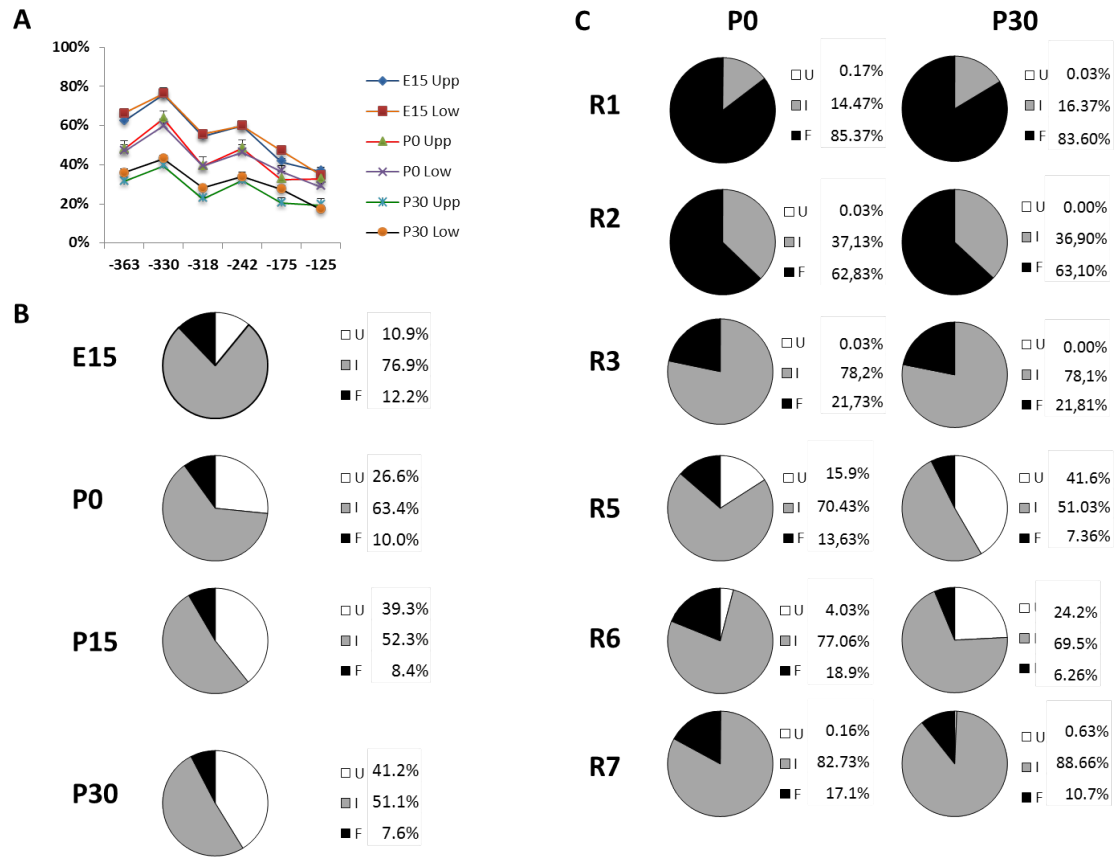 A
100%
80%
60%
40%
20%
0%
-363 -330 -318 -242 -175 -125
E15 Upp
E15 Low
P0 Upp
P0 Low
P30 Upp
P30 Low
B
E15
U 10.9%
I 76.9%
F 12.2%
P0
U 26.6%
I 63.4%
F 10.0%
P15
U 39.3%
I 52.3%
F 8.4%
P30
U 41.2%
I 51.1%
F 7.6%
C
P0 P30
R1
U 0.17%
I 14.47%
F 85.37%
U 0.03%
I 16.37%
F 83.60%
R2
U 0.03%
I 37,13%
F 62,83%
U 0.00%
I 36,90%
F 63,10%
R3
U 0.03%
I 78,2%
F 21,73%
U 0.00%
I 78,1%
F 21,81%
R5
U 15.9%
I 70.43%
F 13,63%
U 41.6%
I 51.03%
F 7.36%
R6
U 4.03%
I 77.06%
F 18.9%
U 24.2%
I 69.5%
I 6.26%
R7
U 0.16%
I 82.73%
F 17.1%
U 0.63%
I 88.66%
F 10.7%